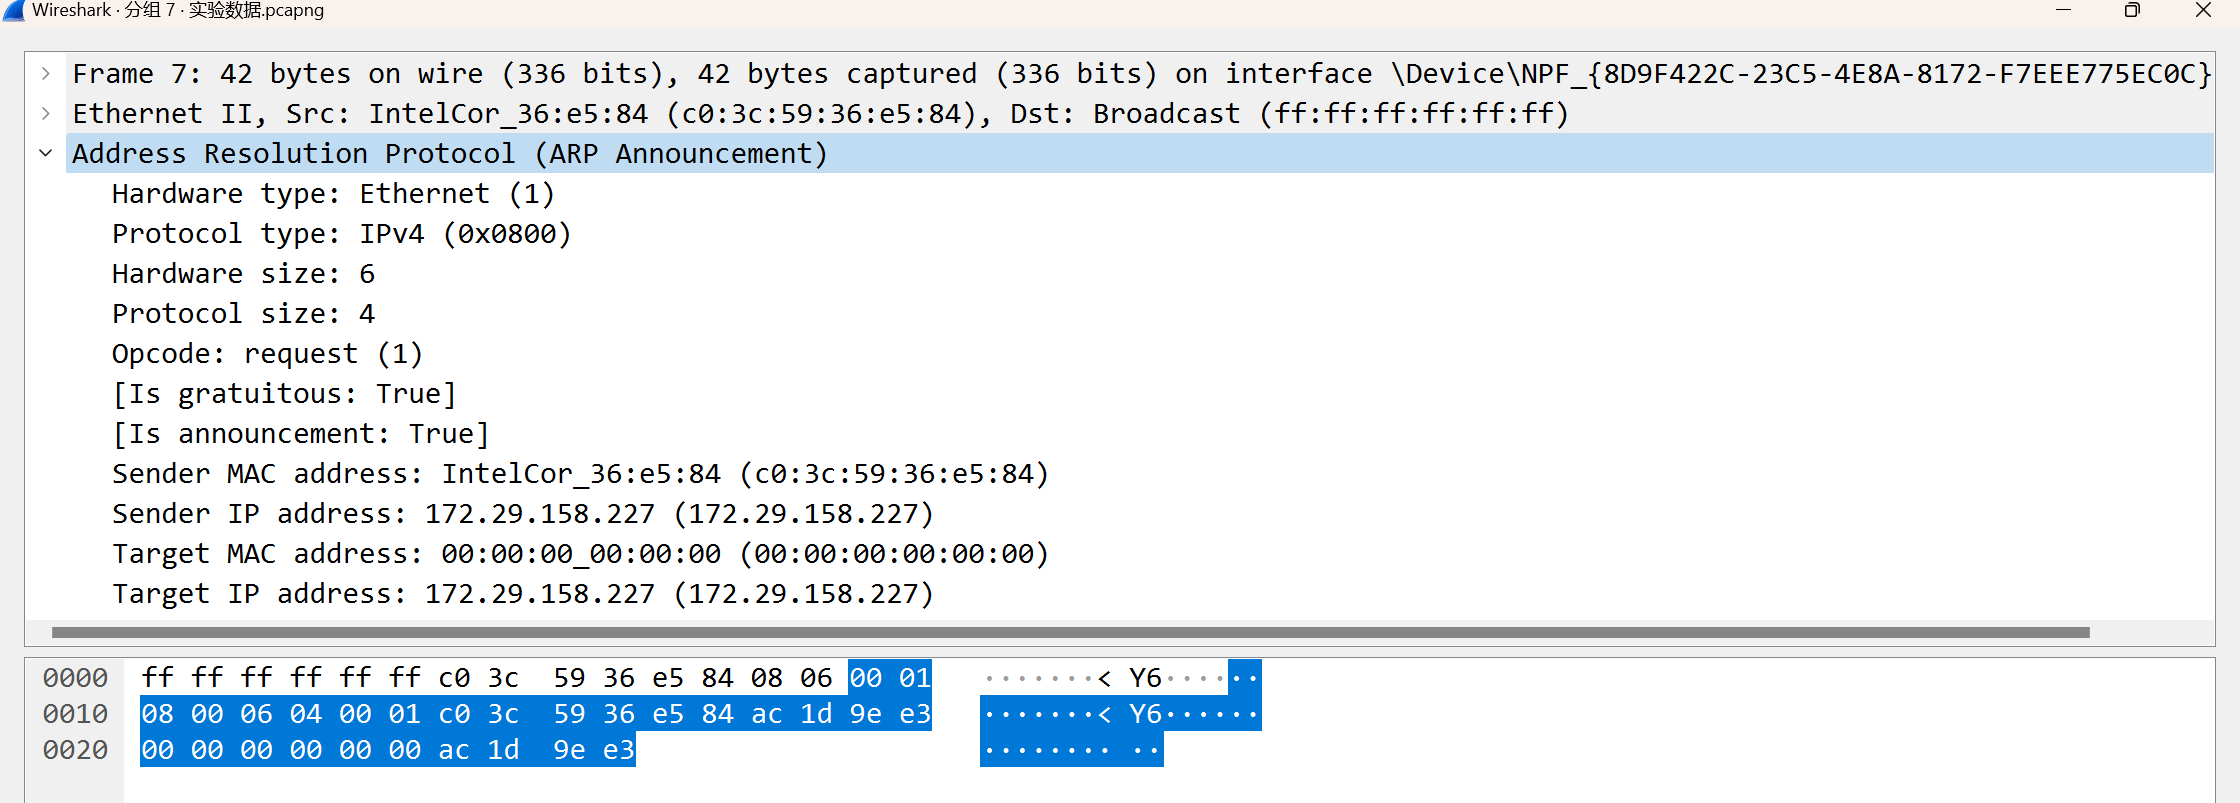 Wireshark · 分组 7 · 实验数据.pcapng
Frame 7: 42 bytes on wire (336 bits), 42 bytes captured (336 bits) on interface \Device\NPF_{8D9F422C-23C5-4E8A-8172-F7EEE775EC0C}
Ethernet II, Src: IntelCor_36:e5:84 (c0:3c:59:36:e5:84), Dst: Broadcast (ff:ff:ff:ff:ff:ff)
Address Resolution Protocol (ARP Announcement)
Hardware type: Ethernet (1)
Protocol type: IPv4 (0x0800)
Hardware size: 6
Protocol size: 4
Opcode: request (1)
[Is gratuitous: True]
[Is announcement: True]
Sender MAC address: IntelCor_36:e5:84 (c0:3c:59:36:e5:84)
Sender IP address: 172.29.158.227 (172.29.158.227)
Target MAC address: 00:00:00_00:00:00 (00:00:00:00:00:00)
Target IP address: 172.29.158.227 (172.29.158.227)
0000 ff ff ff ff ff ff c0 3c 59 36 e5 84 08 06 00 01 ·······< Y6······
0010 08 00 06 04 00 01 c0 3c 59 36 e5 84 ac 1d 9e e3 ·······< Y6······
0020 00 00 00 00 00 00 ac 1d 9e e3 ········ ··